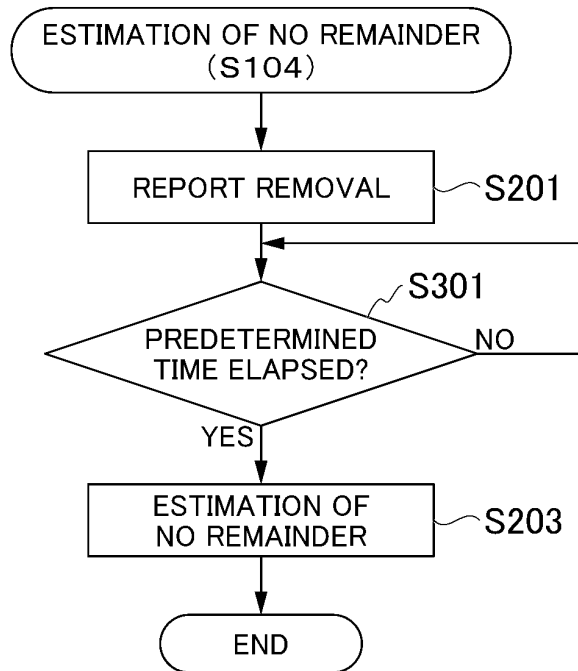 ESTIMATION OF NO REMAINDER
(S104)
REPORT REMOVAL
S201
S301
PREDETERMINED
TIME ELAPSED?
NO
YES
ESTIMATION OF
NO REMAINDER
S203
END